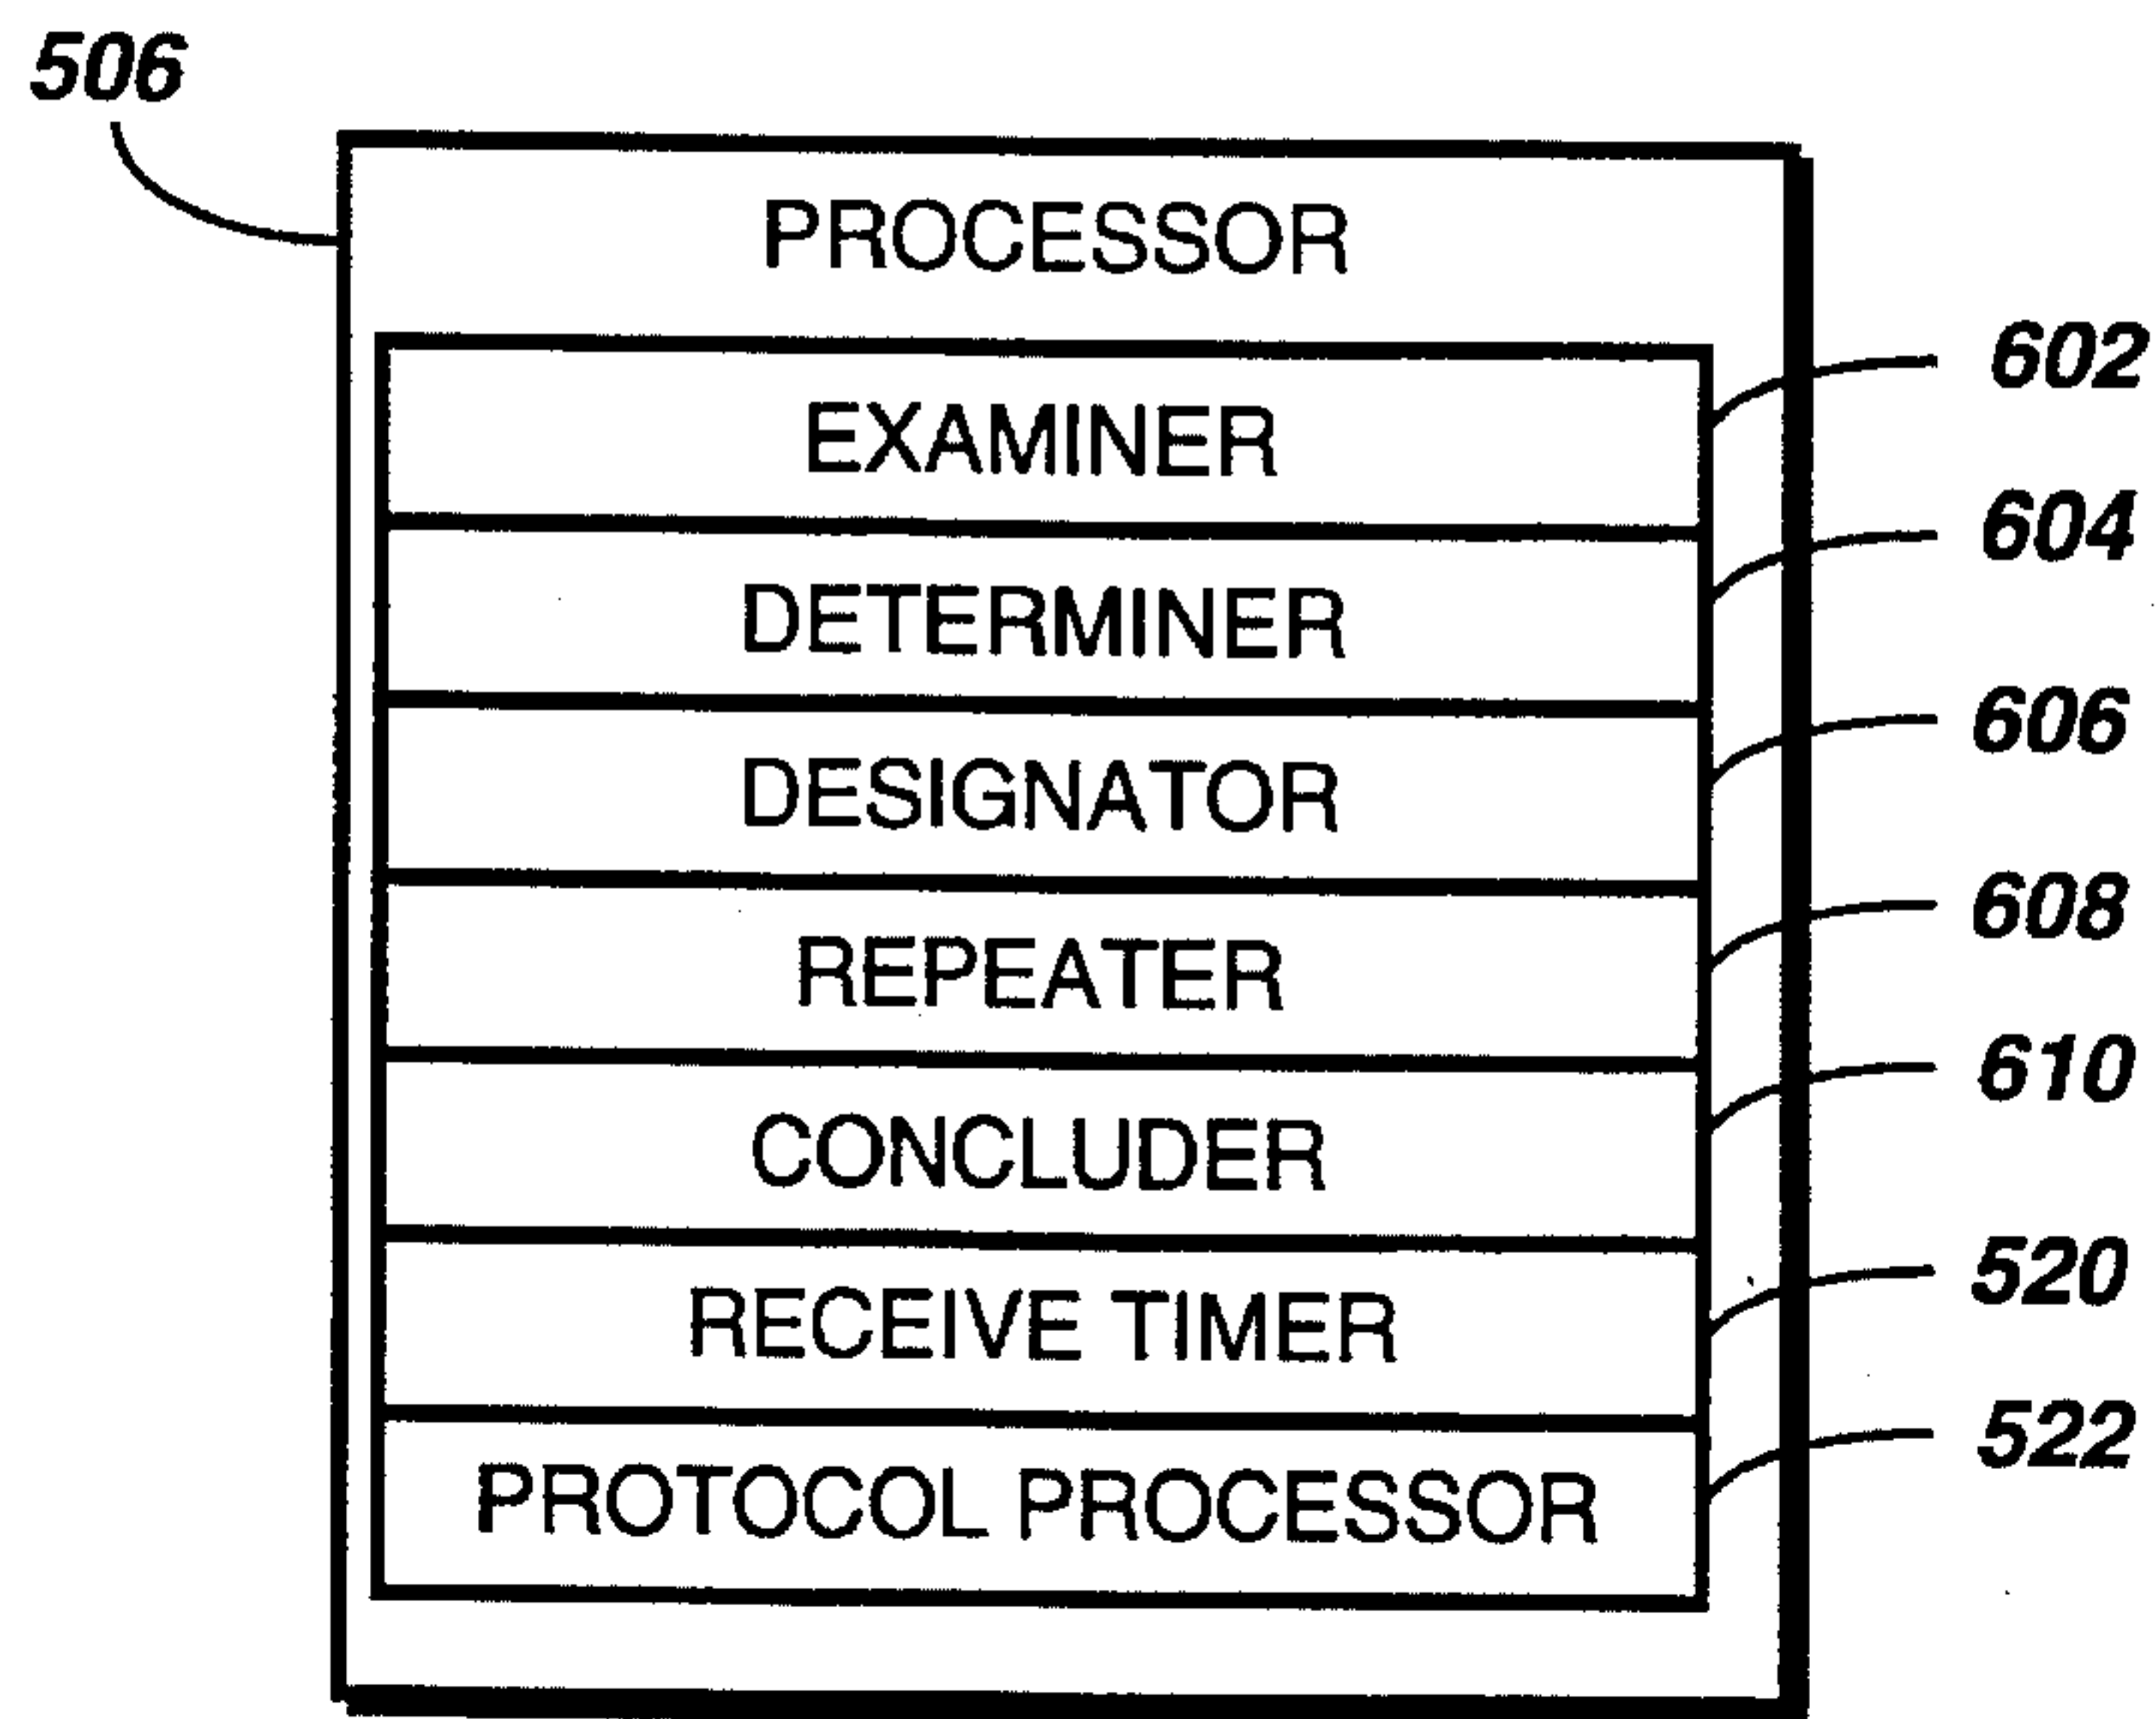 506
PROCESSOR
EXAMINER
602
DETERMINER
604
DESIGNATOR
606
REPEATER
608
CONCLUDER
610
RECEIVE TIMER
520
PROTOCOL PROCESSOR
522